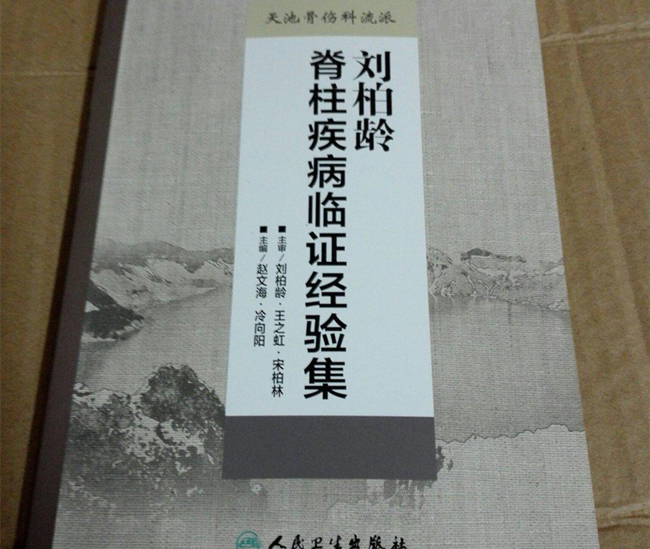 天池骨伤科流派
刘柏龄
脊柱疾病临证经验集
■主审/刘柏龄·王之虹·宋柏林
■主编/赵文海·冷向阳
人民卫生出版社